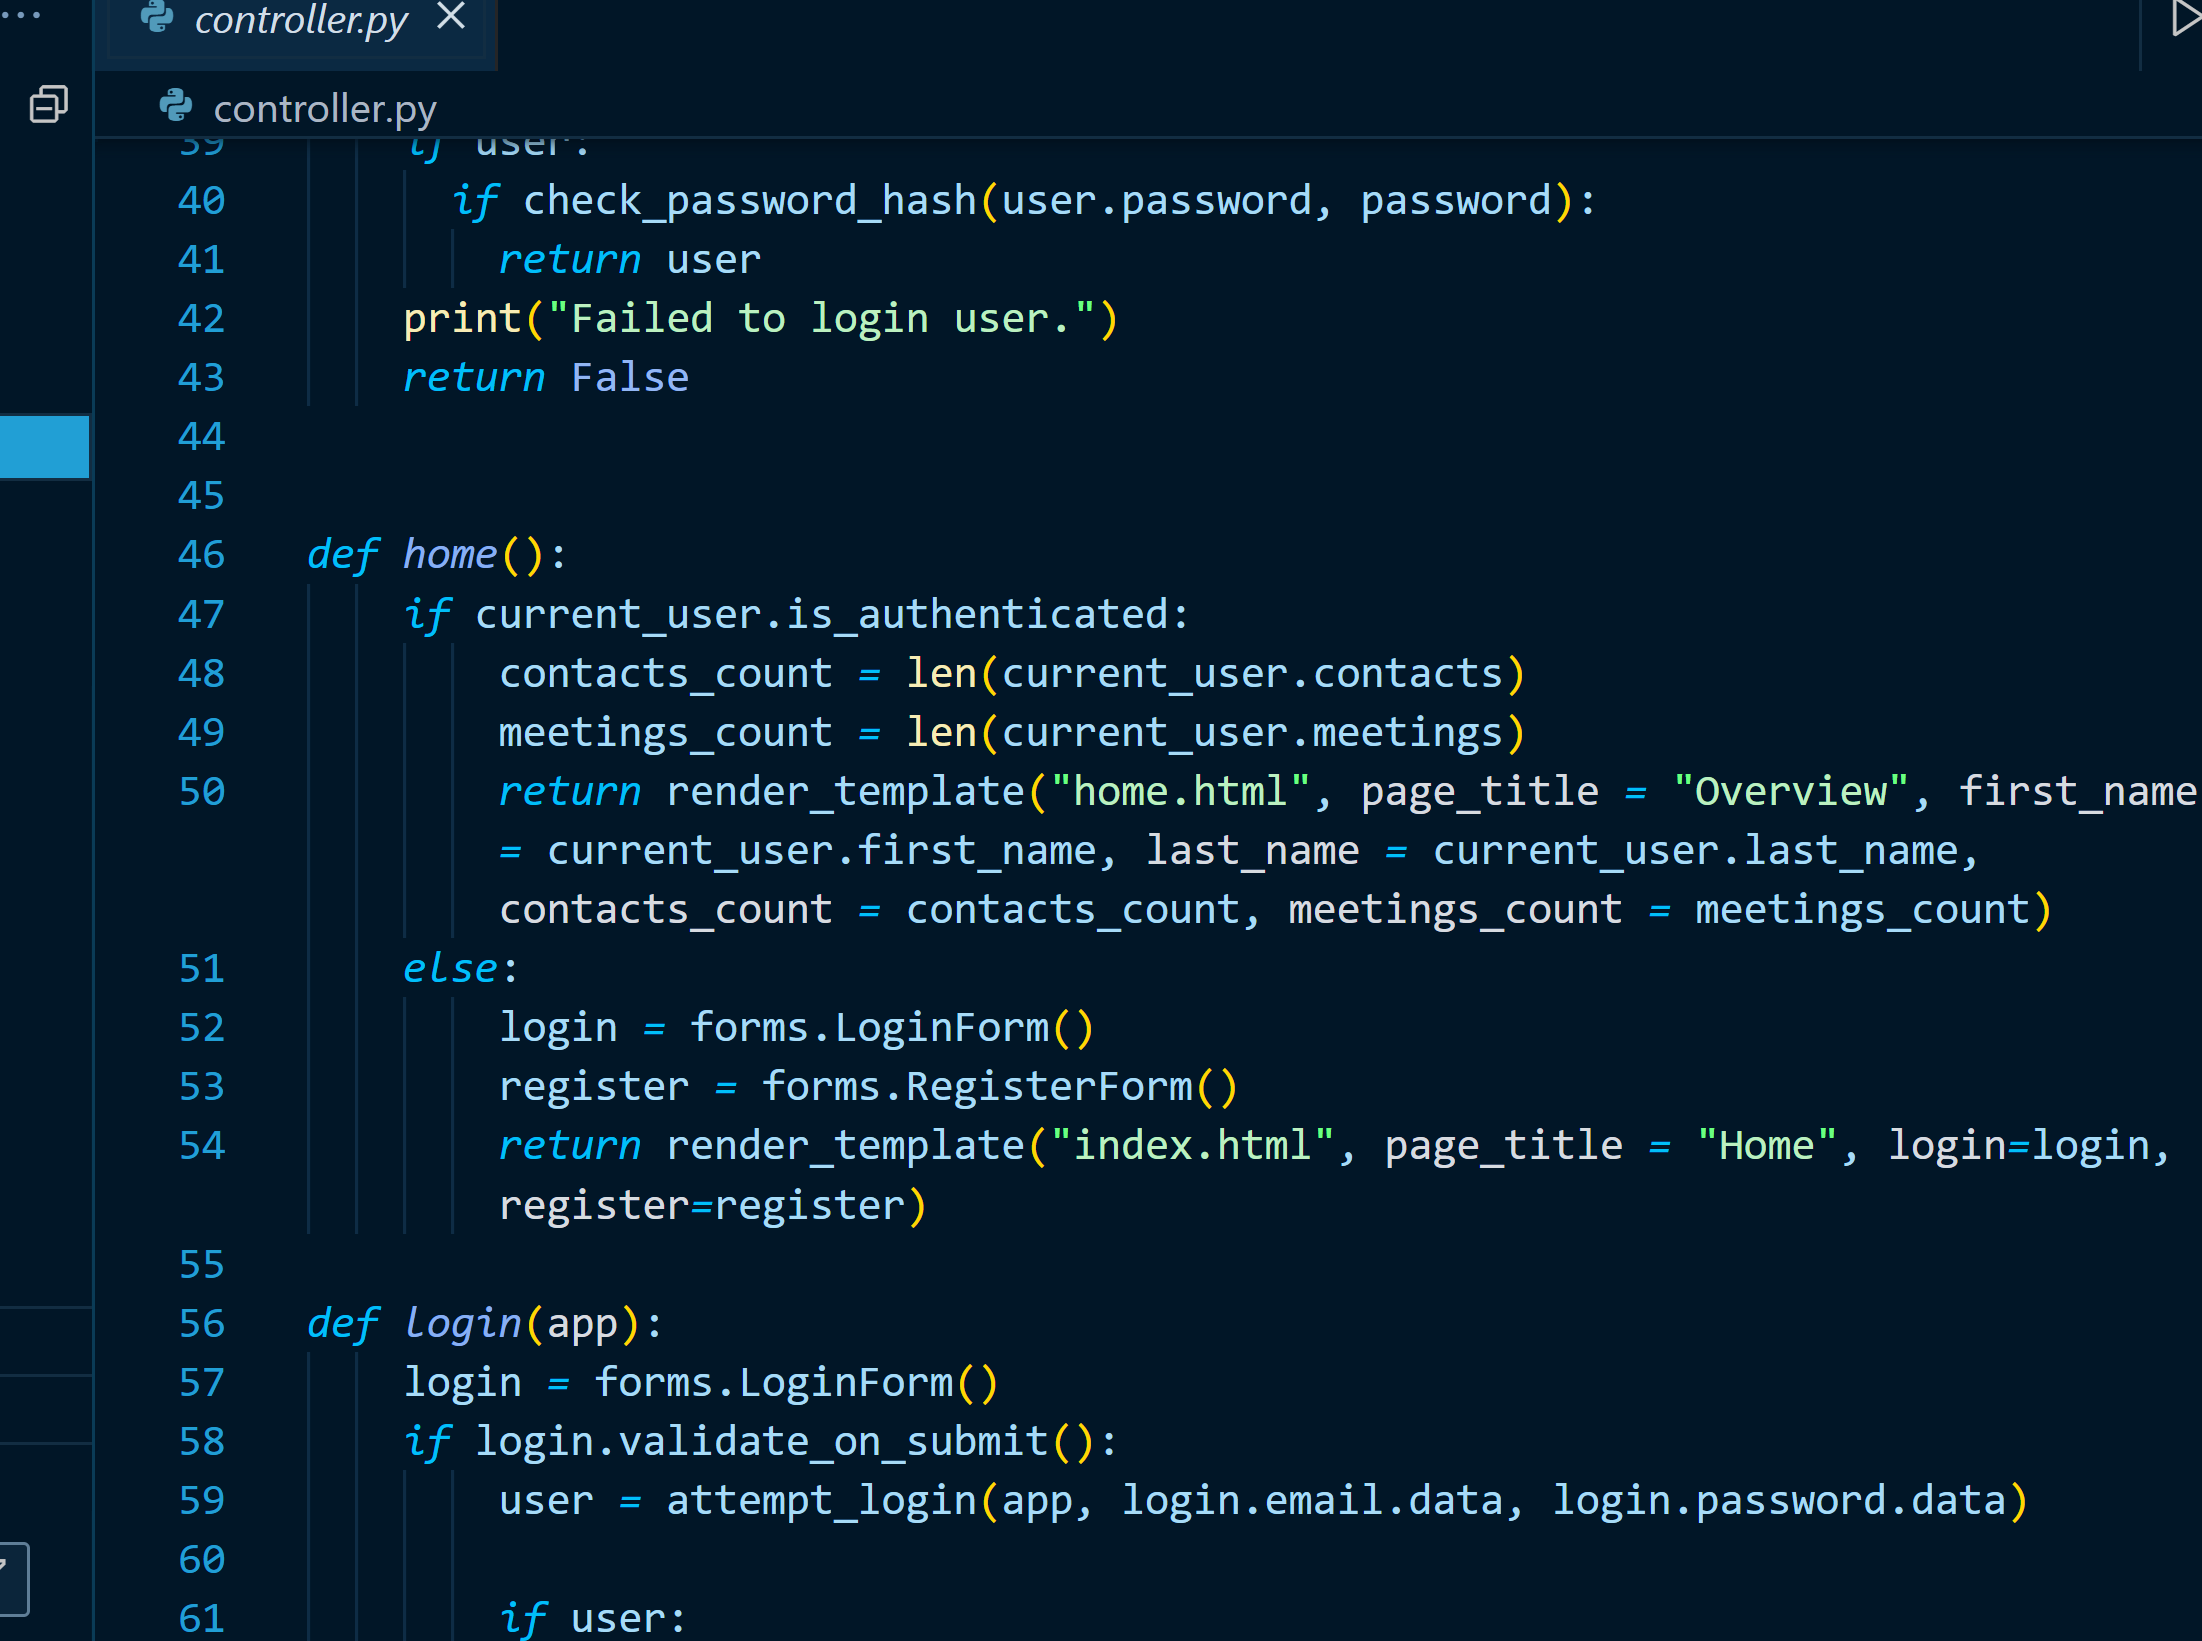 controller.py
controller.py
39 if user:
40 if check_password_hash(user.password, password):
41 return user
42 print("Failed to login user.")
43 return False
44
45
46 def home():
47 if current_user.is_authenticated:
48 contacts_count = len(current_user.contacts)
49 meetings_count = len(current_user.meetings)
50 return render_template("home.html", page_title = "Overview", first_name
= current_user.first_name, last_name = current_user.last_name,
contacts_count = contacts_count, meetings_count = meetings_count)
51 else:
52 login = forms.LoginForm()
53 register = forms.RegisterForm()
54 return render_template("index.html", page_title = "Home", login=login,
register=register)
55
56 def login(app):
57 login = forms.LoginForm()
58 if login.validate_on_submit():
59 user = attempt_login(app, login.email.data, login.password.data)
60
61 if user: